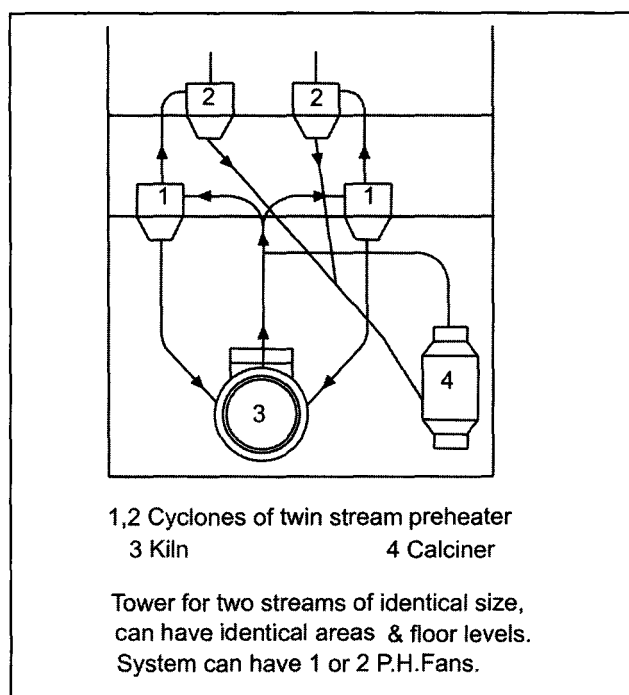 2 2
1 1
4
3
1,2 Cyclones of twin stream preheater
3 Kiln 4 Calciner
Tower for two streams of identical size,
can have identical areas & floor levels.
System can have 1 or 2 P.H.Fans.